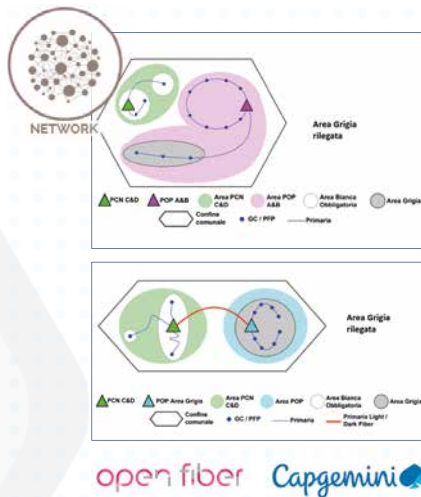 NETWORK
Area Grigia
rilegata
PCN C&D
POP A&B
Area PCN
C&D
Area POP
A&B
Area Bianca
Obbligatoria
Area Grigia
Confine
comunale
GC / PFP
Primaria
Area Grigia
rilegata
PCN C&D
POP Area Grigia
Area PCN
C&D
Area POP
Area Bianca
Obbligatoria
Area Grigia
Confine
comunale
GC / PFP
Primaria
Primaria Light /
Dark Fiber
open fiber
Capgemini